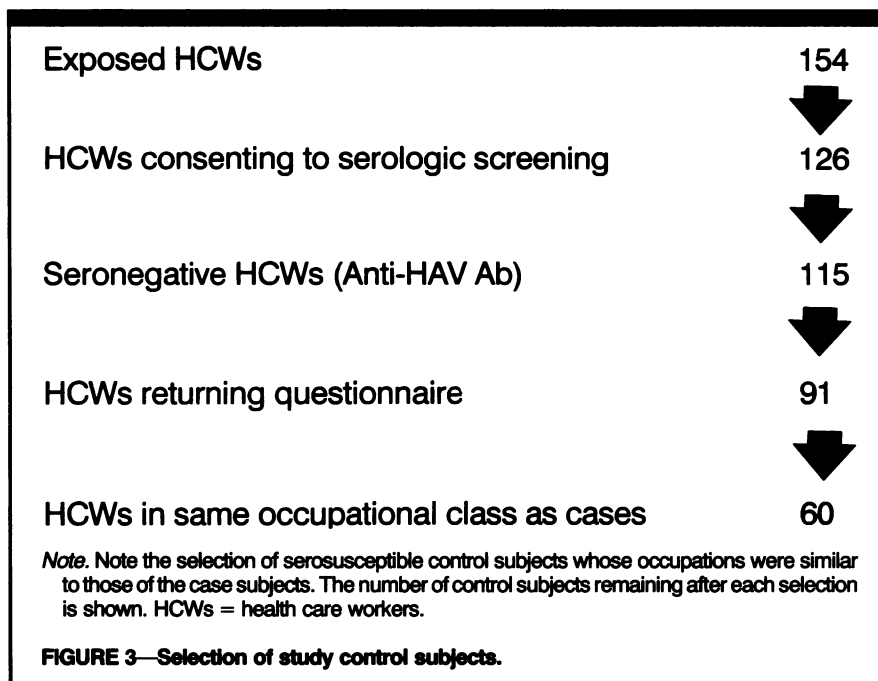 Exposed HCWs 154
HCWs consenting to serologic screening 126
Seronegative HCWs (Anti-HAV Ab) 115
HCWs returning questionnaire 91
HCWs in same occupational class as cases 60
Note. Note the selection of serosusceptible control subjects whose occupations were similar
to those of the case subjects. The number of control subjects remaining after each selection
is shown. HCWs = health care workers.
FIGURE 3—Selection of study control subjects.